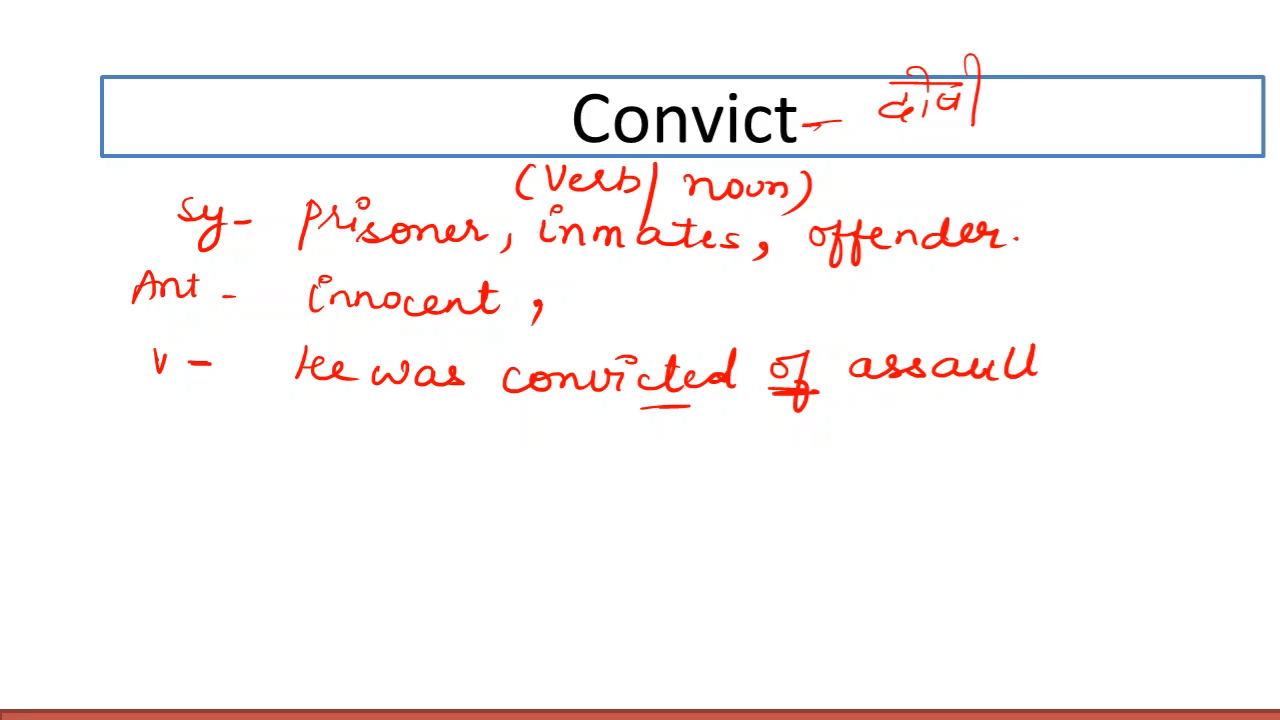 Convict - दोषी
(Verb/ noun)
Sy - Prisoner, inmates, offender.
Ant - innocent,
V - He was convicted of assault